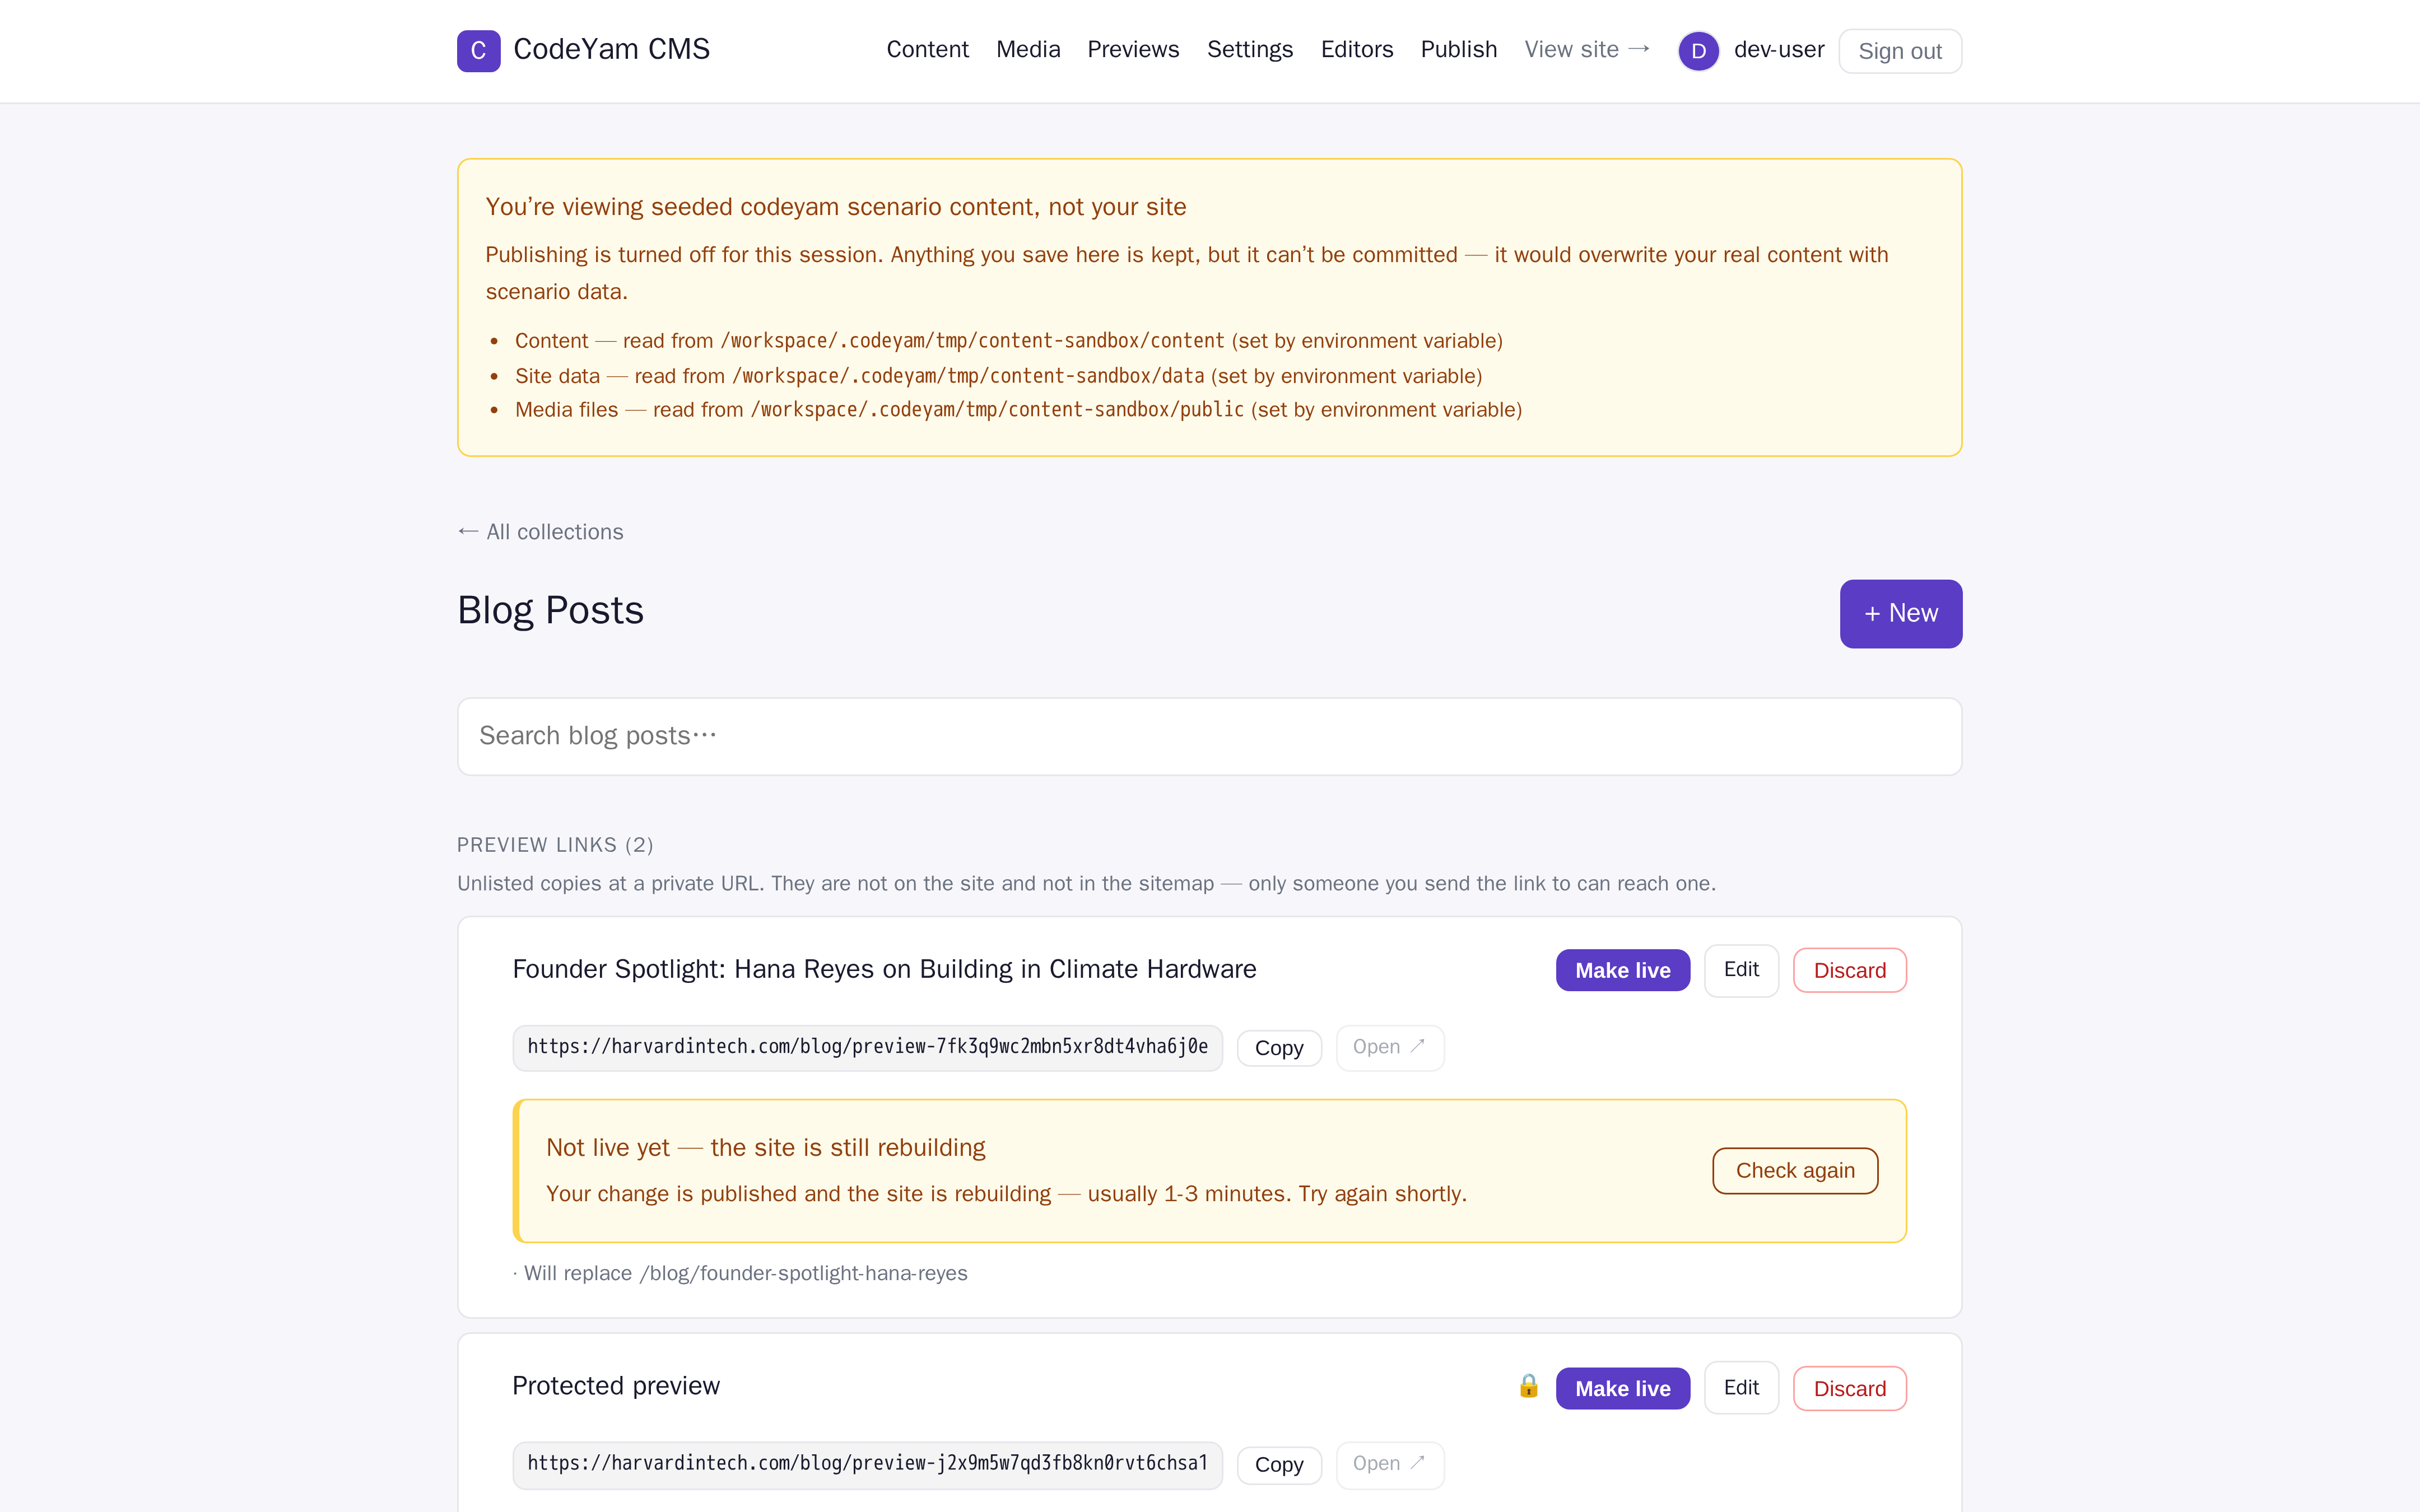 C CodeYam CMS Content Media Previews Settings Editors Publish View site → D dev-user Sign out
You’re viewing seeded codeyam scenario content, not your site
Publishing is turned off for this session. Anything you save here is kept, but it can’t be committed — it would overwrite your real content with
scenario data.
• Content — read from /workspace/.codeyam/tmp/content-sandbox/content (set by environment variable)
• Site data — read from /workspace/.codeyam/tmp/content-sandbox/data (set by environment variable)
• Media files — read from /workspace/.codeyam/tmp/content-sandbox/public (set by environment variable)
← All collections
Blog Posts + New
Search blog posts…
PREVIEW LINKS (2)
Unlisted copies at a private URL. They are not on the site and not in the sitemap — only someone you send the link to can reach one.
Founder Spotlight: Hana Reyes on Building in Climate Hardware Make live Edit Discard
https://harvardintech.com/blog/preview-7fk3q9wc2mbn5xr8dt4vha6j0e Copy Open ↗
Not live yet — the site is still rebuilding
Your change is published and the site is rebuilding — usually 1-3 minutes. Try again shortly. Check again
· Will replace /blog/founder-spotlight-hana-reyes
Protected preview 🔒 Make live Edit Discard
https://harvardintech.com/blog/preview-j2x9m5w7qd3fb8kn0rvt6chsa1 Copy Open ↗